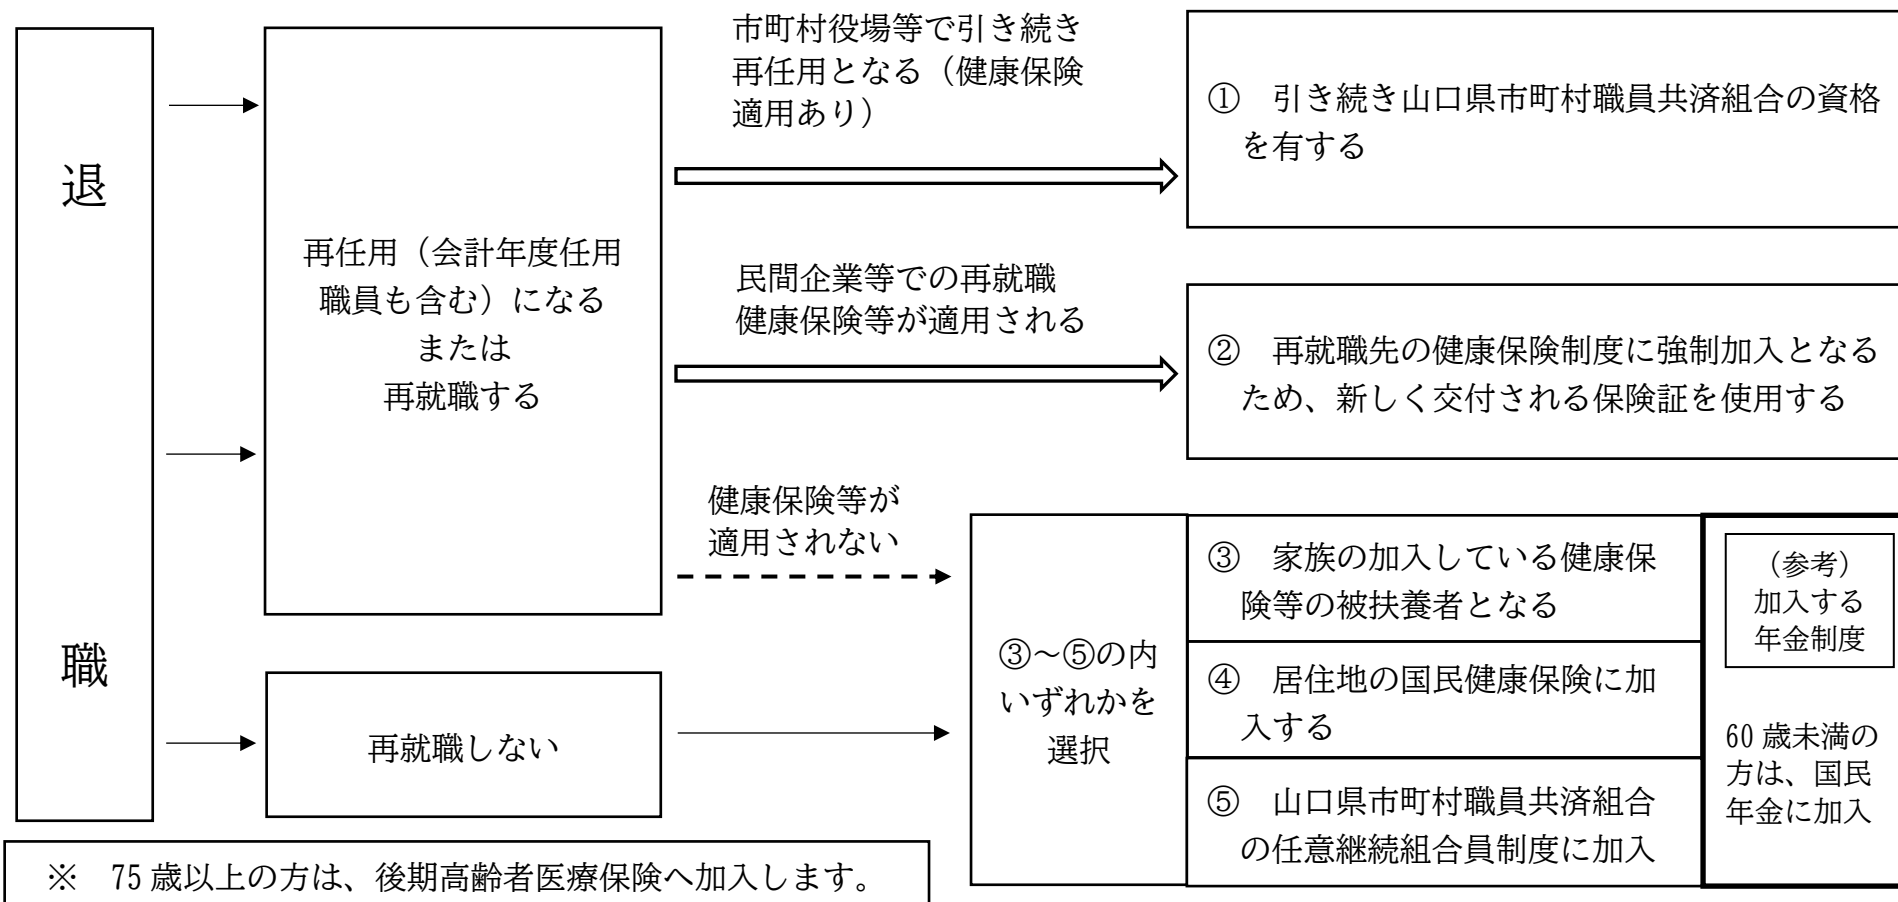 退
職
再任用（会計年度任用
職員も含む）になる
または
再就職する
再就職しない
市町村役場等で引き続き
再任用となる（健康保険
適用あり）
① 引き続き山口県市町村職員共済組合の資格
を有する
民間企業等での再就職
健康保険等が適用される
② 再就職先の健康保険制度に強制加入となる
ため、新しく交付される保険証を使用する
健康保険等が
適用されない
③～⑤の内
いずれかを
選択
③ 家族の加入している健康保
険等の被扶養者となる
④ 居住地の国民健康保険に加
入する
⑤ 山口県市町村職員共済組合
の任意継続組合員制度に加入
（参考）
加入する
年金制度
60 歳未満の
方は、国民
年金に加入
※ 75 歳以上の方は、後期高齢者医療保険へ加入します。